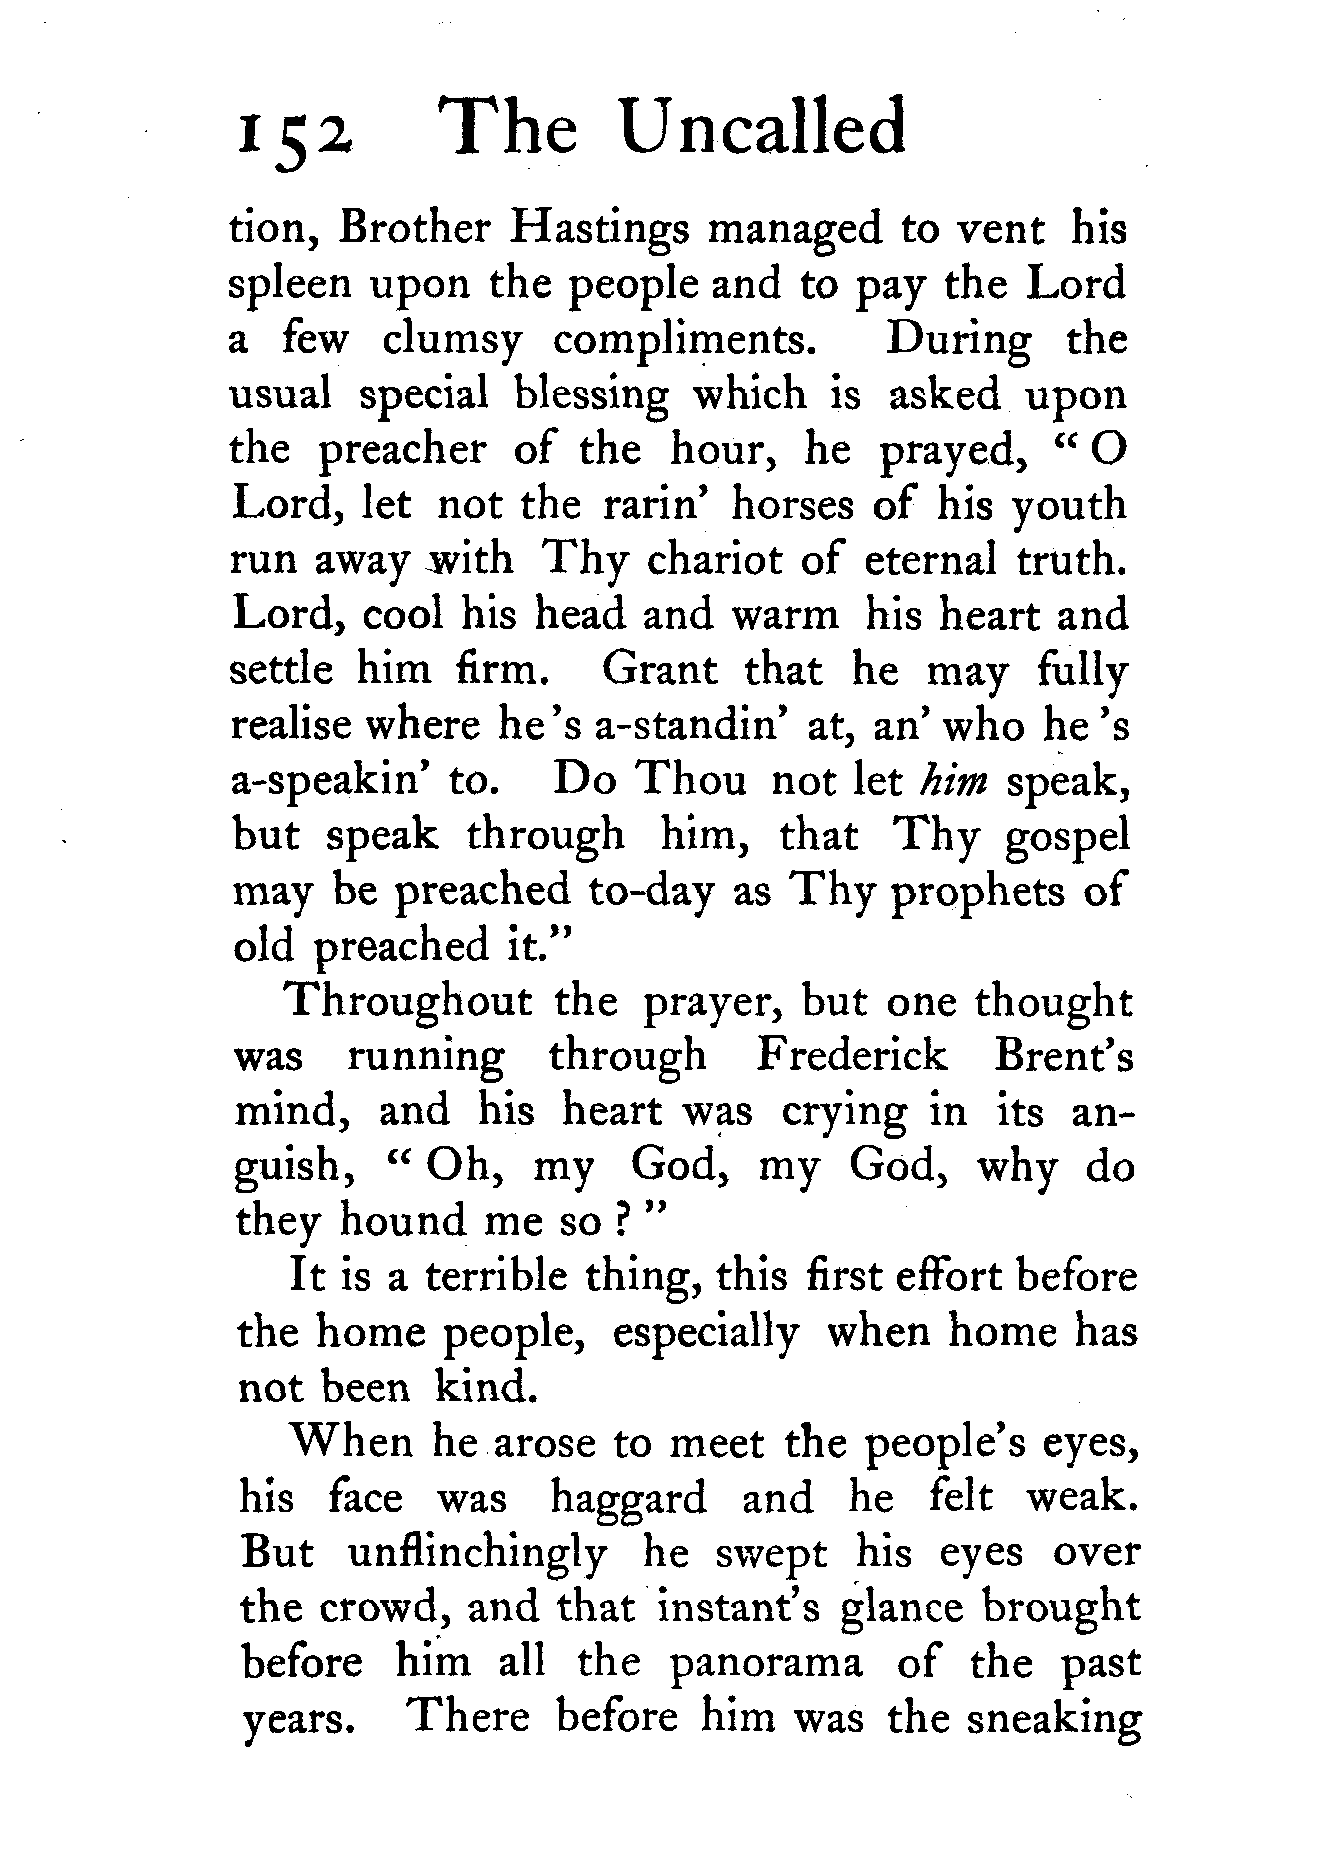 152 The Uncalled
tion, Brother Hastings managed to vent his
spleen upon the people and to pay the Lord
a few clumsy compliments. During the
usual special blessing which is asked upon
the preacher of the hour, he prayed, “ O
Lord, let not the rarin’ horses of his youth
run away with Thy chariot of eternal truth.
Lord, cool his head and warm his heart and
settle him firm. Grant that he may fully
realise where he ’s a-standin’ at, an’ who he ’s
a-speakin’ to. Do Thou not let him speak,
but speak through him, that Thy gospel
may be preached to-day as Thy prophets of
old preached it.”
Throughout the prayer, but one thought
was running through Frederick Brent’s
mind, and his heart was crying in its an-
guish, “ Oh, my God, my God, why do
they hound me so ? ”
It is a terrible thing, this first effort before
the home people, especially when home has
not been kind.
When he arose to meet the people’s eyes,
his face was haggard and he felt weak.
But unflinchingly he swept his eyes over
the crowd, and that instant’s glance brought
before him all the panorama of the past
years. There before him was the sneaking